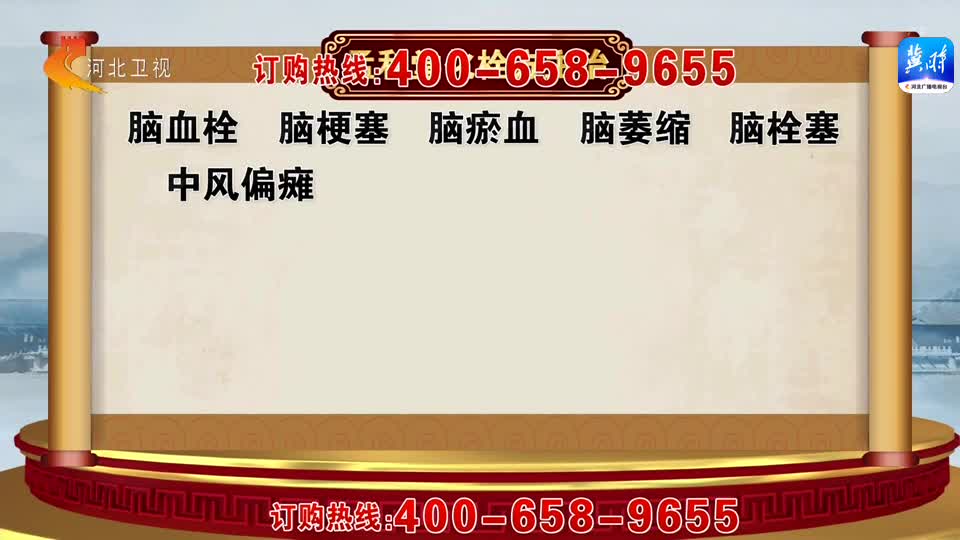 河北卫视
订购热线:400-658-9655
冀时
河北广播电视台
脑血栓 脑梗塞 脑瘀血 脑萎缩 脑栓塞
中风偏瘫
订购热线:400-658-9655